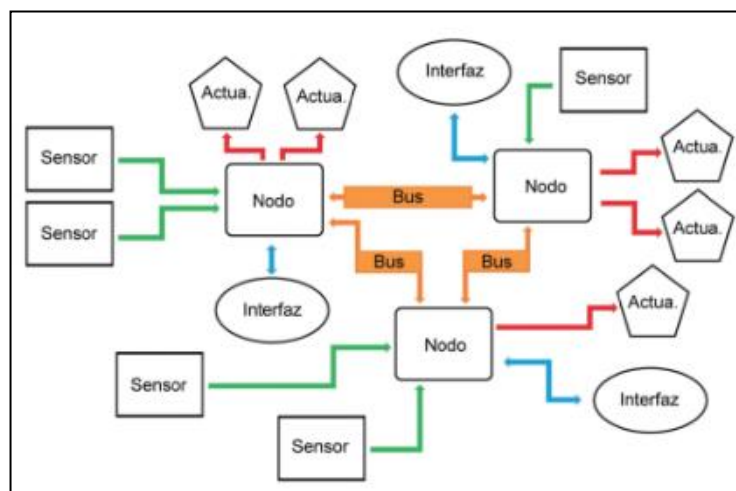 Interfaz
Sensor
Actua.
Actua.
Actua.
Sensor
Nodo
Nodo
Bus
Sensor
Actua.
Bus
Bus
Interfaz
Actua.
Nodo
Sensor
Interfaz
Sensor